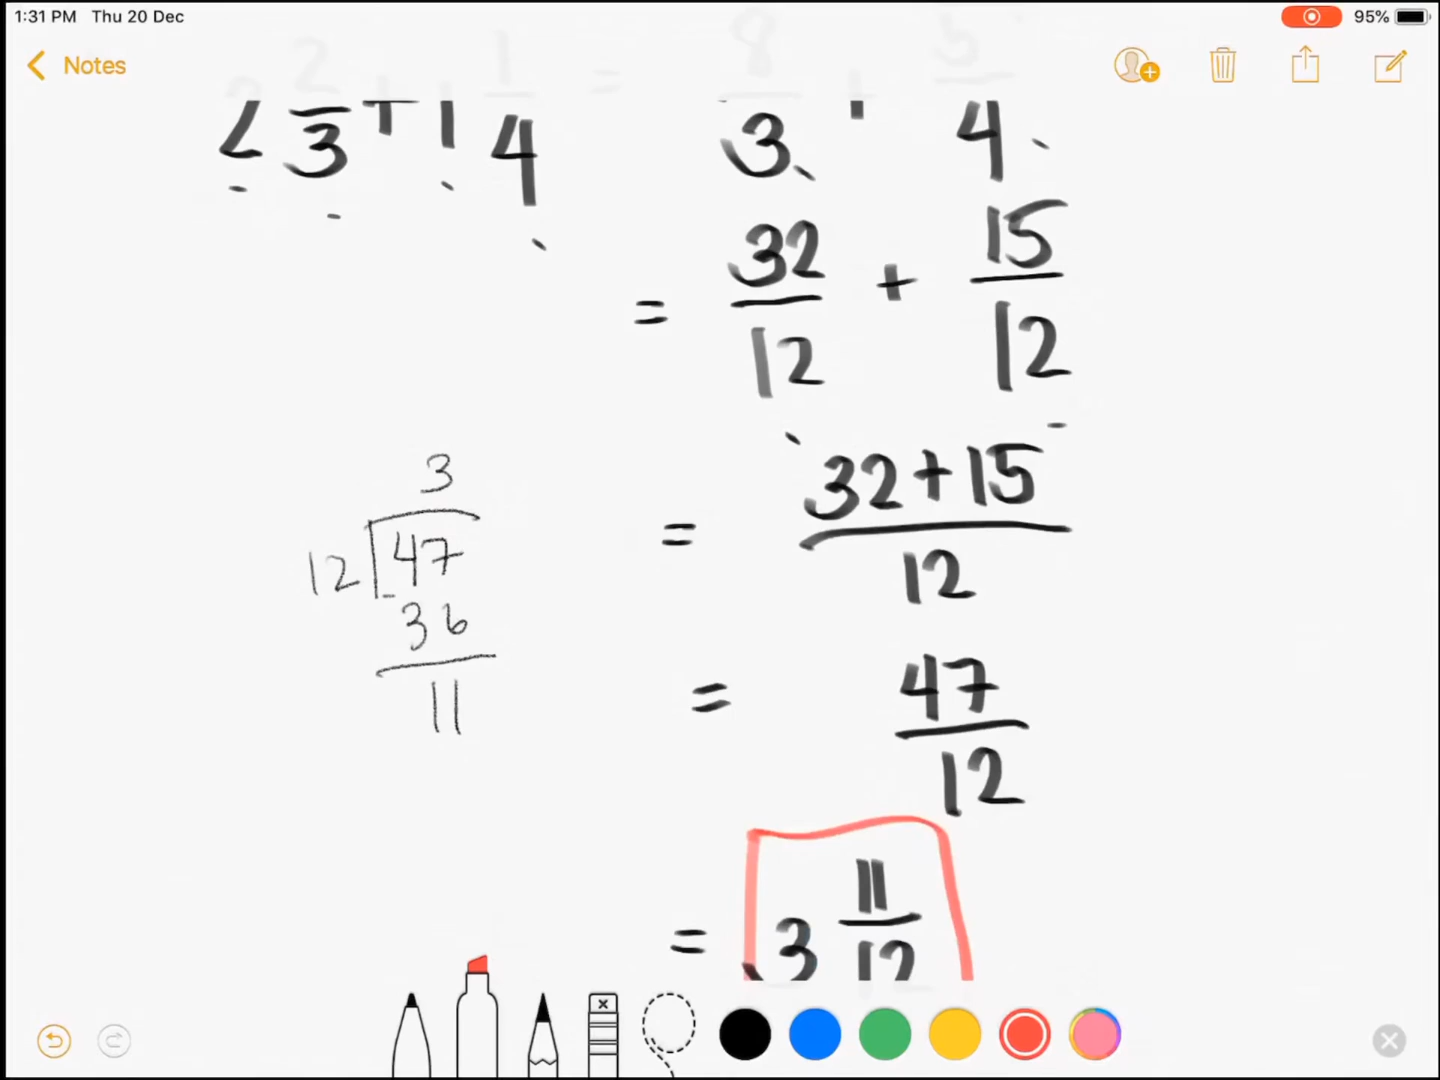 1:31 PM Thu 20 Dec 95%
Notes
2 2/3 + 1 1/4 = 8/3 + 5/4
= 32/12 + 15/12
= (32+15)/12
3
12 47
36
11
= 47/12
= 3 11/12